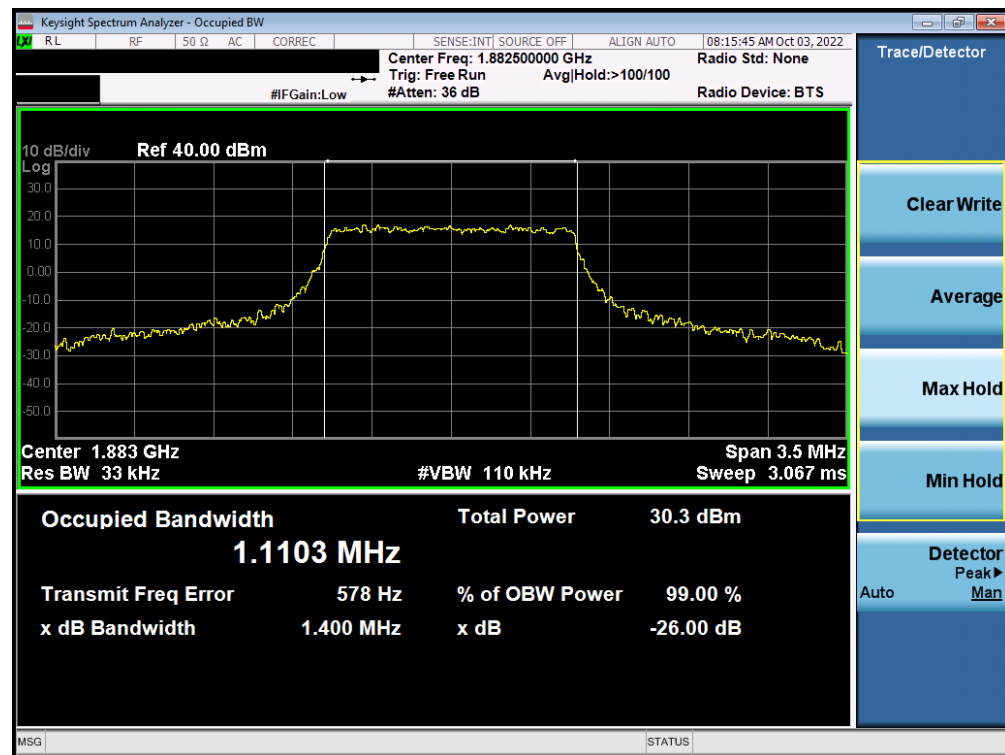 Keysight Spectrum Analyzer - Occupied BW
LXI RL RF 50 Ω AC CORREC SENSE:INT SOURCE OFF ALIGN AUTO 08:15:45 AM Oct 03, 2022
Center Freq: 1.882500000 GHz Radio Std: None
Trig: Free Run Avg|Hold:>100/100
#IFGain:Low #Atten: 36 dB Radio Device: BTS
Trace/Detector
10 dB/div Ref 40.00 dBm
Log
30.0
20.0
10.0
0.00
-10.0
-20.0
-30.0
-40.0
-50.0
Center 1.883 GHz Span 3.5 MHz
Res BW 33 kHz #VBW 110 kHz Sweep 3.067 ms
Occupied Bandwidth Total Power 30.3 dBm
1.1103 MHz
Transmit Freq Error 578 Hz % of OBW Power 99.00 %
x dB Bandwidth 1.400 MHz x dB -26.00 dB
Clear Write
Average
Max Hold
Min Hold
Detector
Peak▶
Auto Man
MSG STATUS